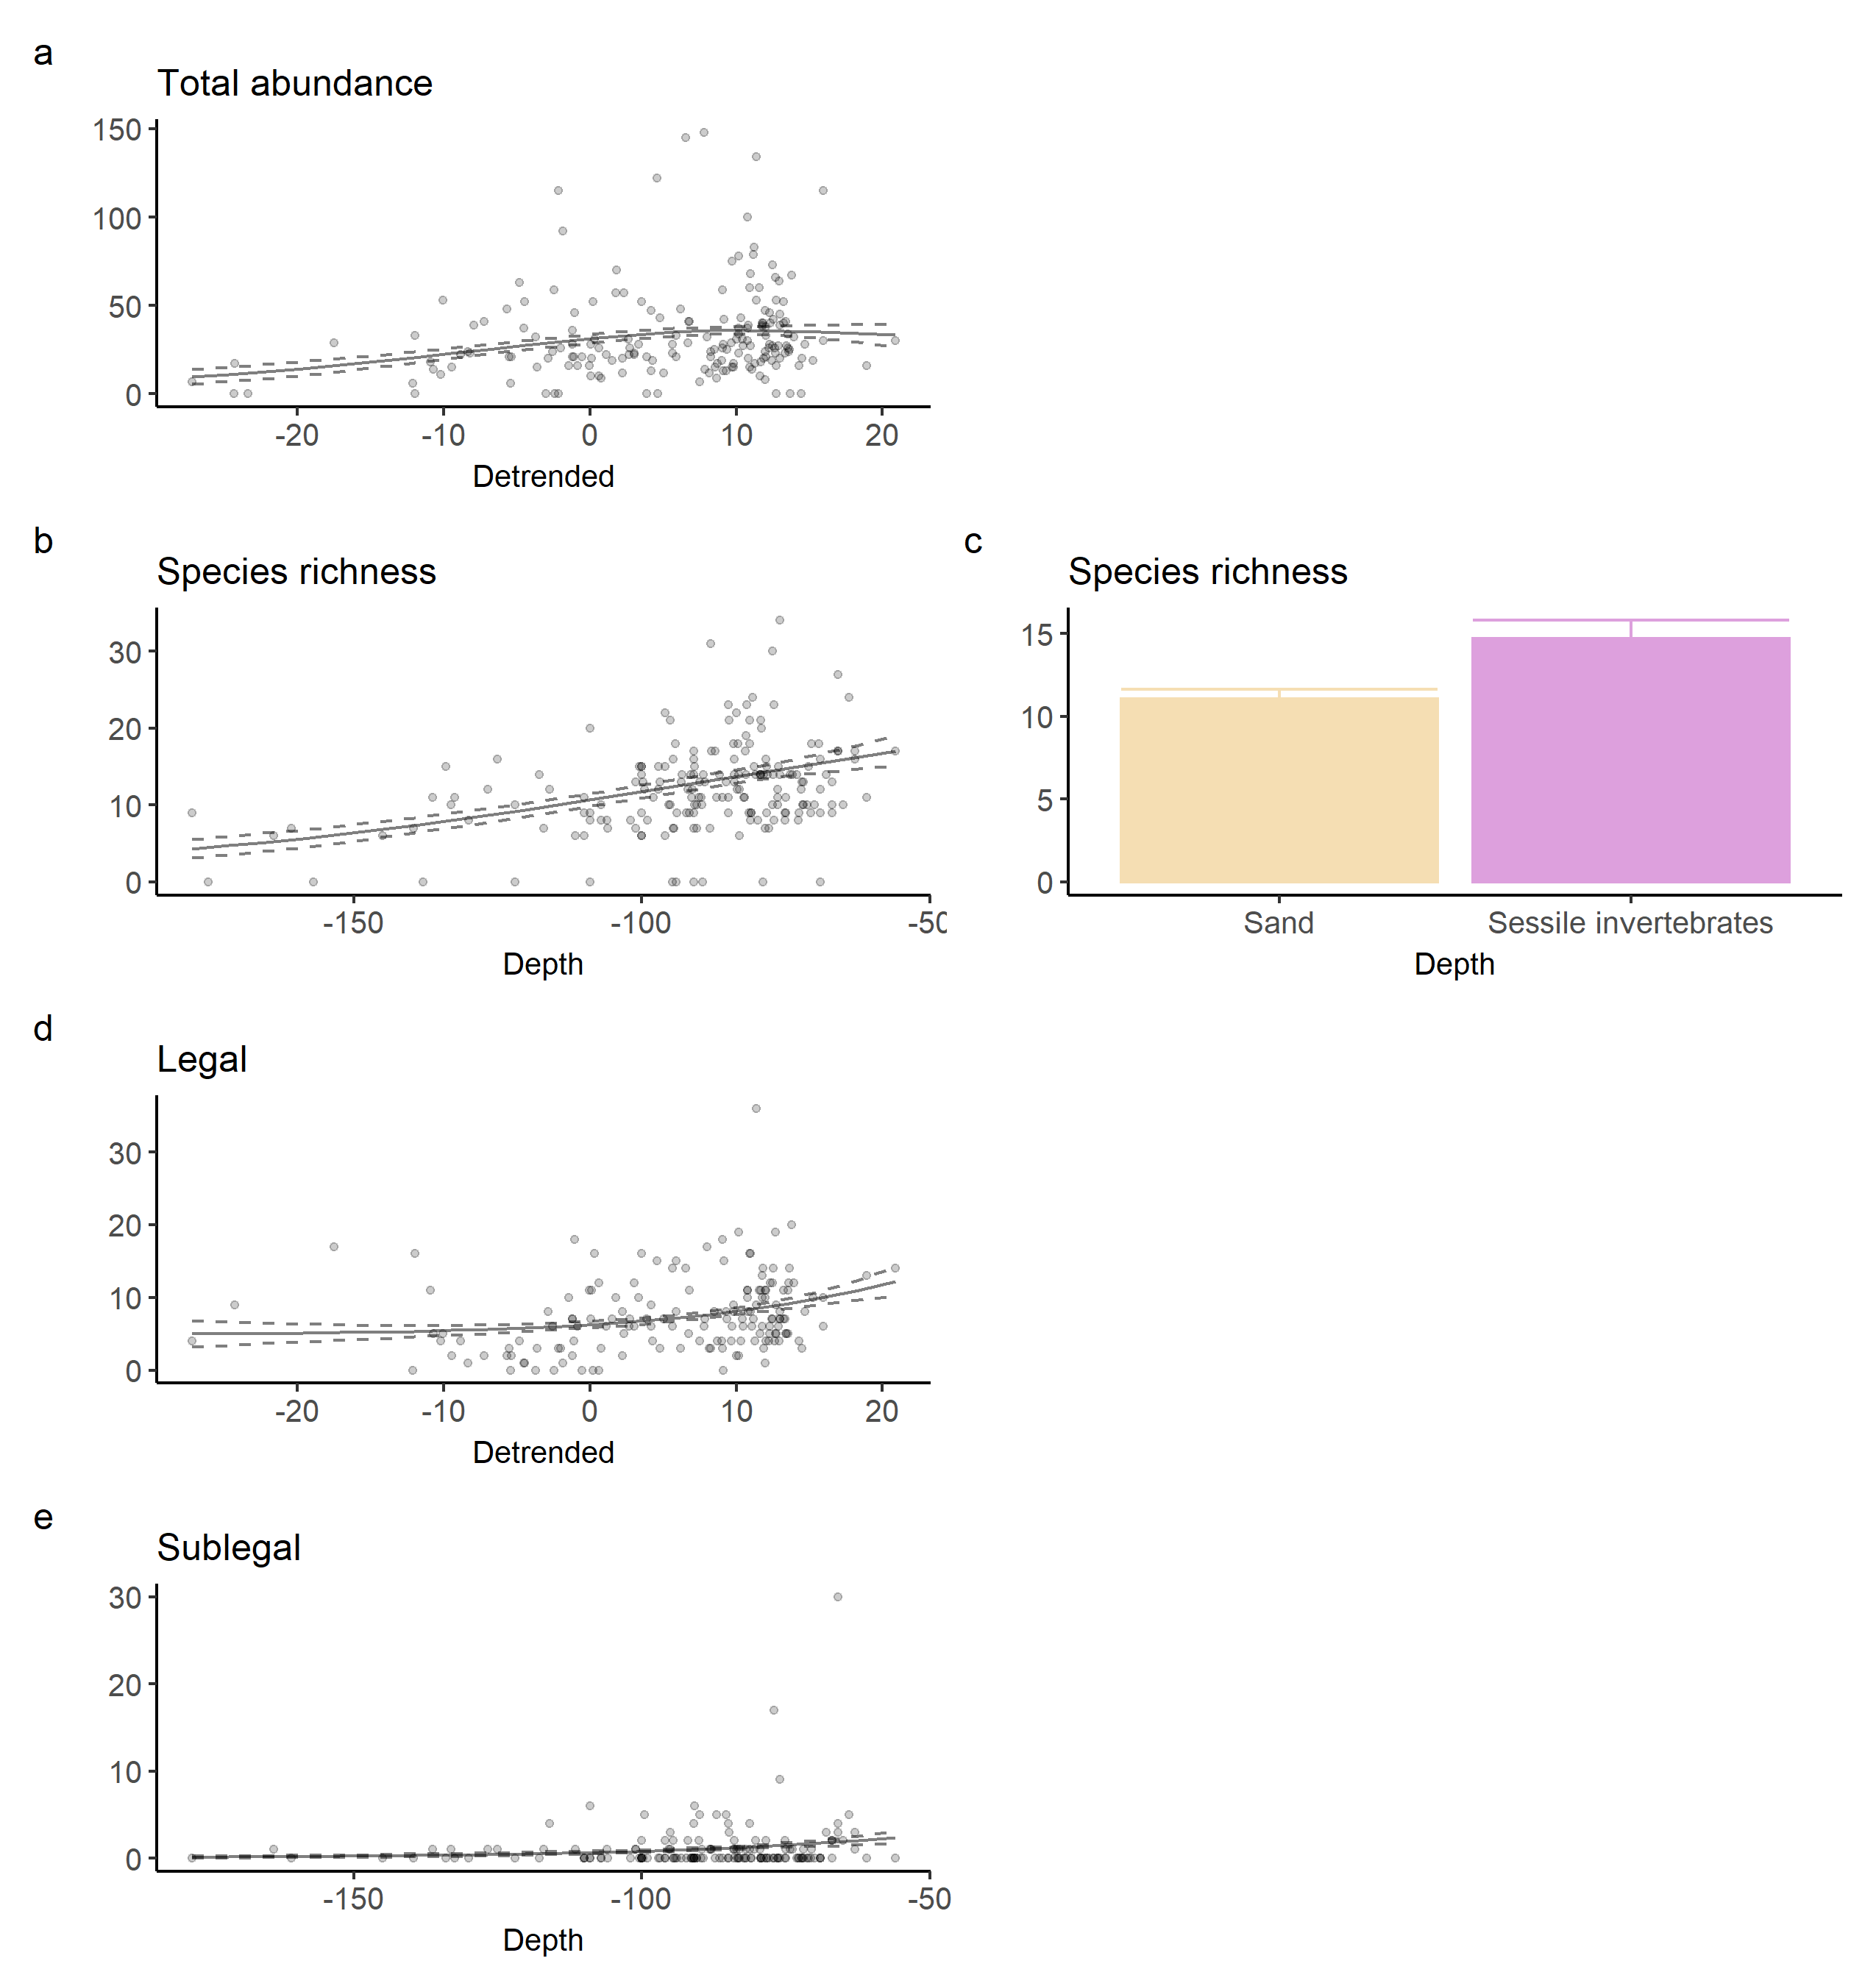 a
Total abundance
150
100
50
0
-20 -10 0 10 20
Detrended
b
Species richness
30
20
10
0
-150 -100 -50
Depth
c
Species richness
15
10
5
0
Sand Sessile invertebrates
Depth
d
Legal
30
20
10
0
-20 -10 0 10 20
Detrended
e
Sublegal
30
20
10
0
-150 -100 -50
Depth